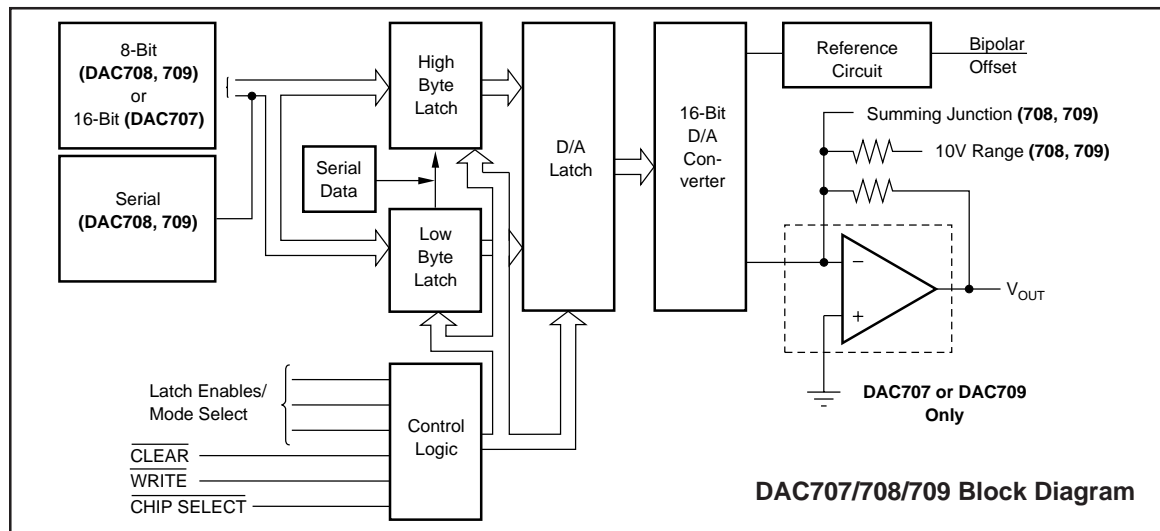 8-Bit
(DAC708, 709)
or
16-Bit (DAC707)
Serial
(DAC708, 709)
High
Byte
Latch
Serial
Data
Low
Byte
Latch
D/A
Latch
16-Bit
D/A
Con-
verter
Reference
Circuit
Bipolar
Offset
Summing Junction (708, 709)
10V Range (708, 709)
−
+
VOUT
DAC707 or DAC709
Only
Latch Enables/
Mode Select
CLEAR
WRITE
CHIP SELECT
Control
Logic
DAC707/708/709 Block Diagram